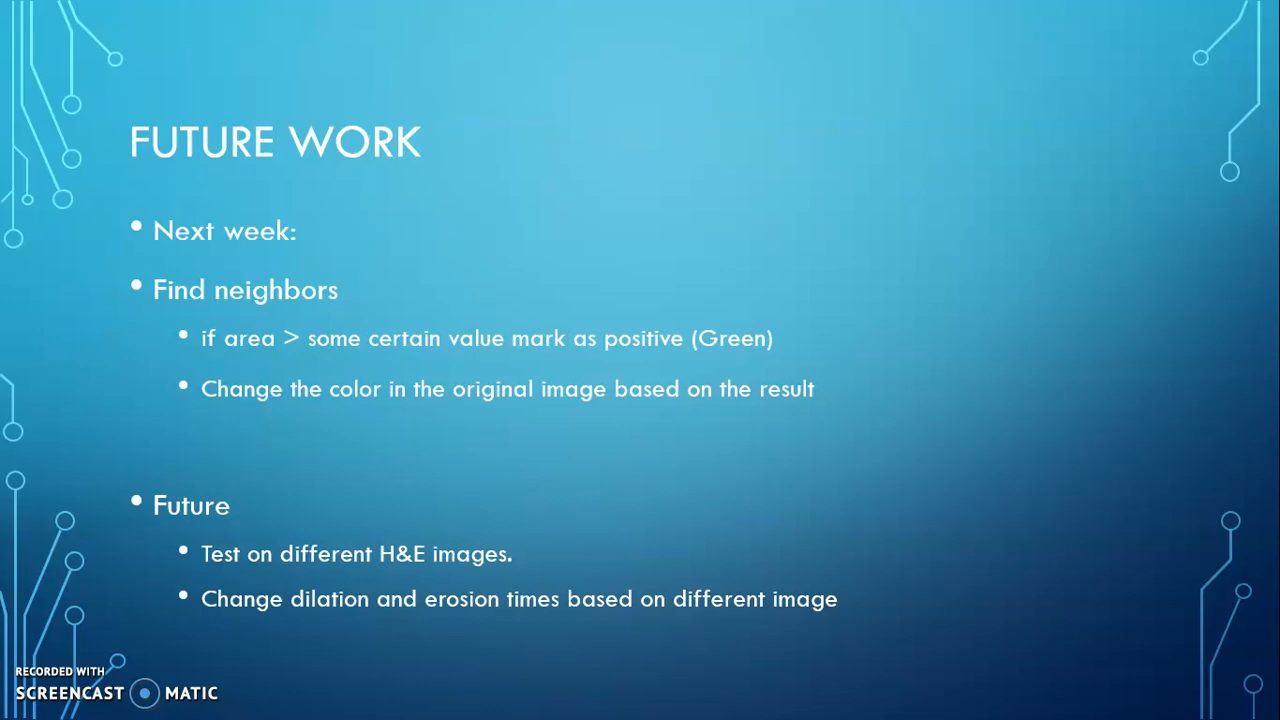 FUTURE WORK
• Next week:
• Find neighbors
• if area > some certain value mark as positive (Green)
• Change the color in the original image based on the result
• Future
• Test on different H&E images.
• Change dilation and erosion times based on different image
RECORDED WITH
SCREENCAST MATIC